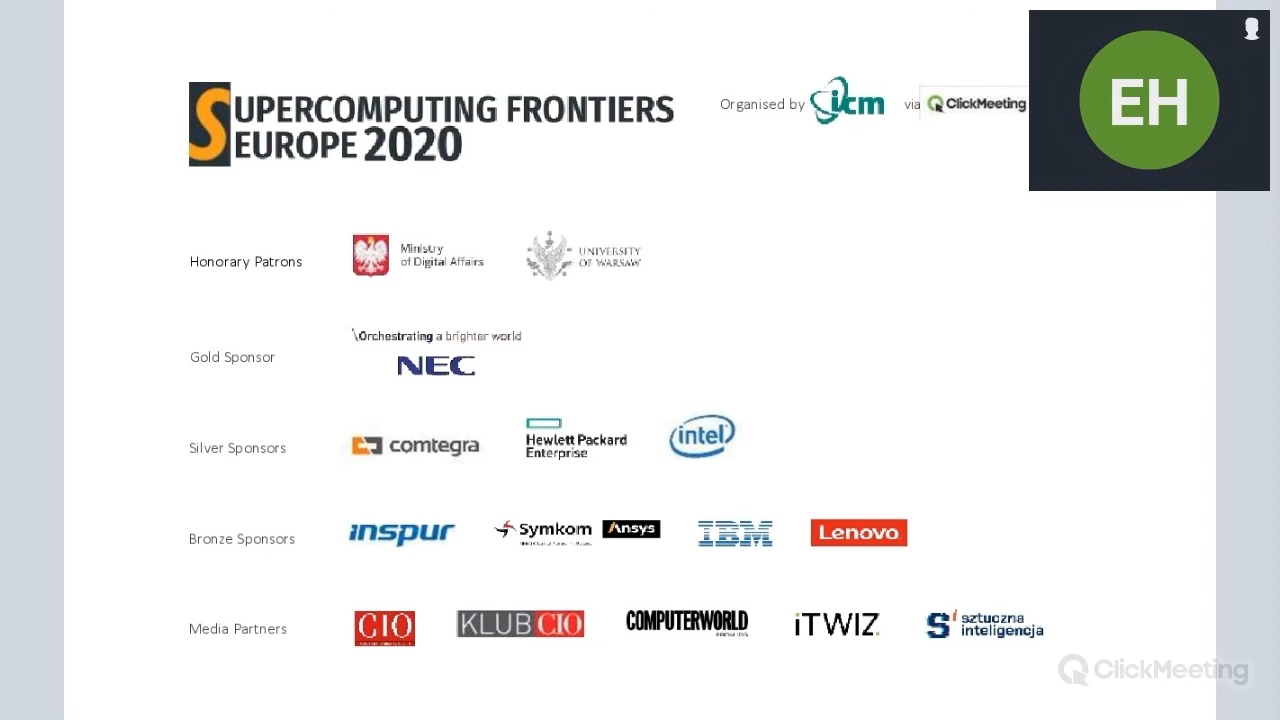 SUPERCOMPUTING FRONTIERS
EUROPE 2020
Organised by icm via ClickMeeting
EH
Honorary Patrons
Ministry
of Digital Affairs
UNIVERSITY
OF WARSAW
\Orchestrating a brighter world
Gold Sponsor
NEC
Silver Sponsors
comtegra
Hewlett Packard
Enterprise
intel
Bronze Sponsors
inspur
Symkom
Ansys
IBM
Lenovo
Media Partners
CIO
KLUB CIO
COMPUTERWORLD
iTWIZ
sztuczna
inteligencja
ClickMeeting